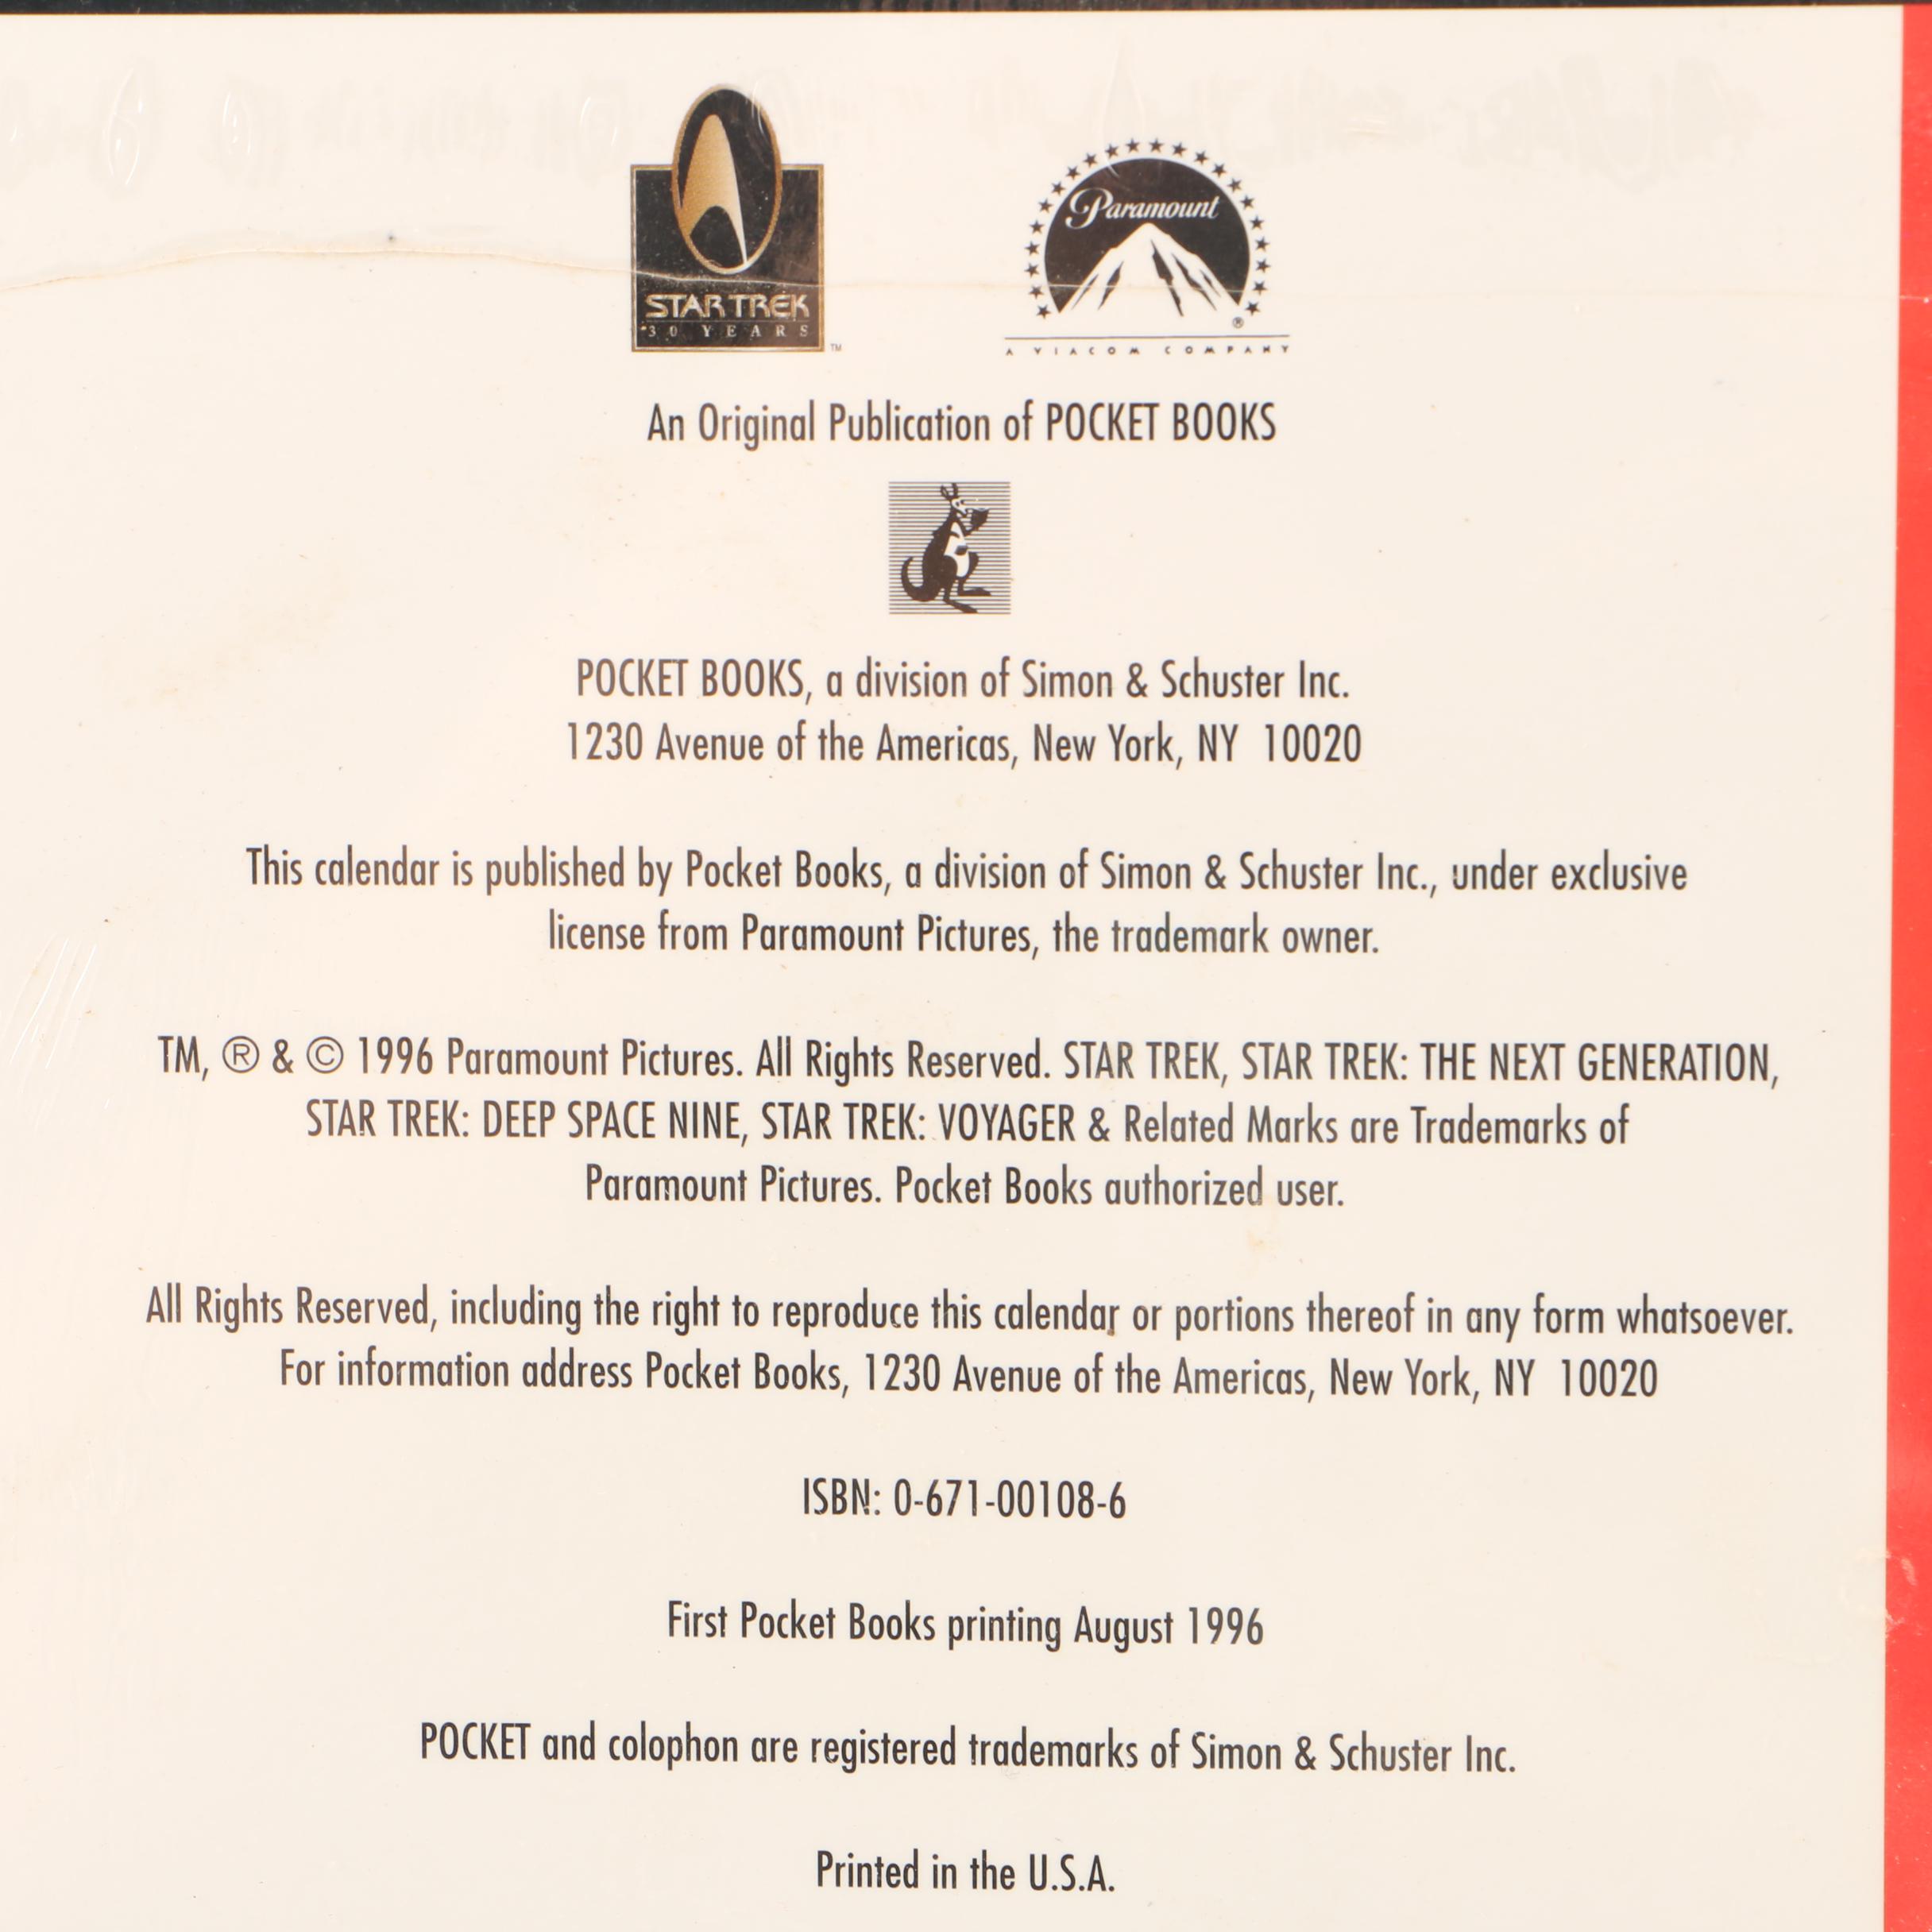 STAR TREK
30 YEARS
TM
Paramount
®
A VIACOM COMPANY
An Original Publication of POCKET BOOKS
POCKET BOOKS, a division of Simon & Schuster Inc.
1230 Avenue of the Americas, New York, NY 10020
This calendar is published by Pocket Books, a division of Simon & Schuster Inc., under exclusive
license from Paramount Pictures, the trademark owner.
TM, ® & © 1996 Paramount Pictures. All Rights Reserved. STAR TREK, STAR TREK: THE NEXT GENERATION,
STAR TREK: DEEP SPACE NINE, STAR TREK: VOYAGER & Related Marks are Trademarks of
Paramount Pictures. Pocket Books authorized user.
All Rights Reserved, including the right to reproduce this calendar or portions thereof in any form whatsoever.
For information address Pocket Books, 1230 Avenue of the Americas, New York, NY 10020
ISBN: 0-671-00108-6
First Pocket Books printing August 1996
POCKET and colophon are registered trademarks of Simon & Schuster Inc.
Printed in the U.S.A.